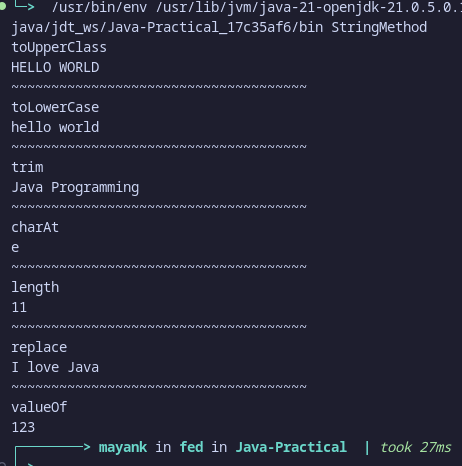 └─> /usr/bin/env /usr/lib/jvm/java-21-openjdk-21.0.5.0.1
java/jdt_ws/Java-Practical_17c35af6/bin StringMethod
toUpperClass
HELLO WORLD
~~~~~~~~~~~~~~~~~~~~~~~~~~~~~~~~~~~~~
toLowerCase
hello world
~~~~~~~~~~~~~~~~~~~~~~~~~~~~~~~~~~~~~
trim
Java Programming
~~~~~~~~~~~~~~~~~~~~~~~~~~~~~~~~~~~~~
charAt
e
~~~~~~~~~~~~~~~~~~~~~~~~~~~~~~~~~~~~~
length
11
~~~~~~~~~~~~~~~~~~~~~~~~~~~~~~~~~~~~~
replace
I love Java
~~~~~~~~~~~~~~~~~~~~~~~~~~~~~~~~~~~~~
valueOf
123
┌────────> mayank in fed in Java-Practical | took 27ms
└─>